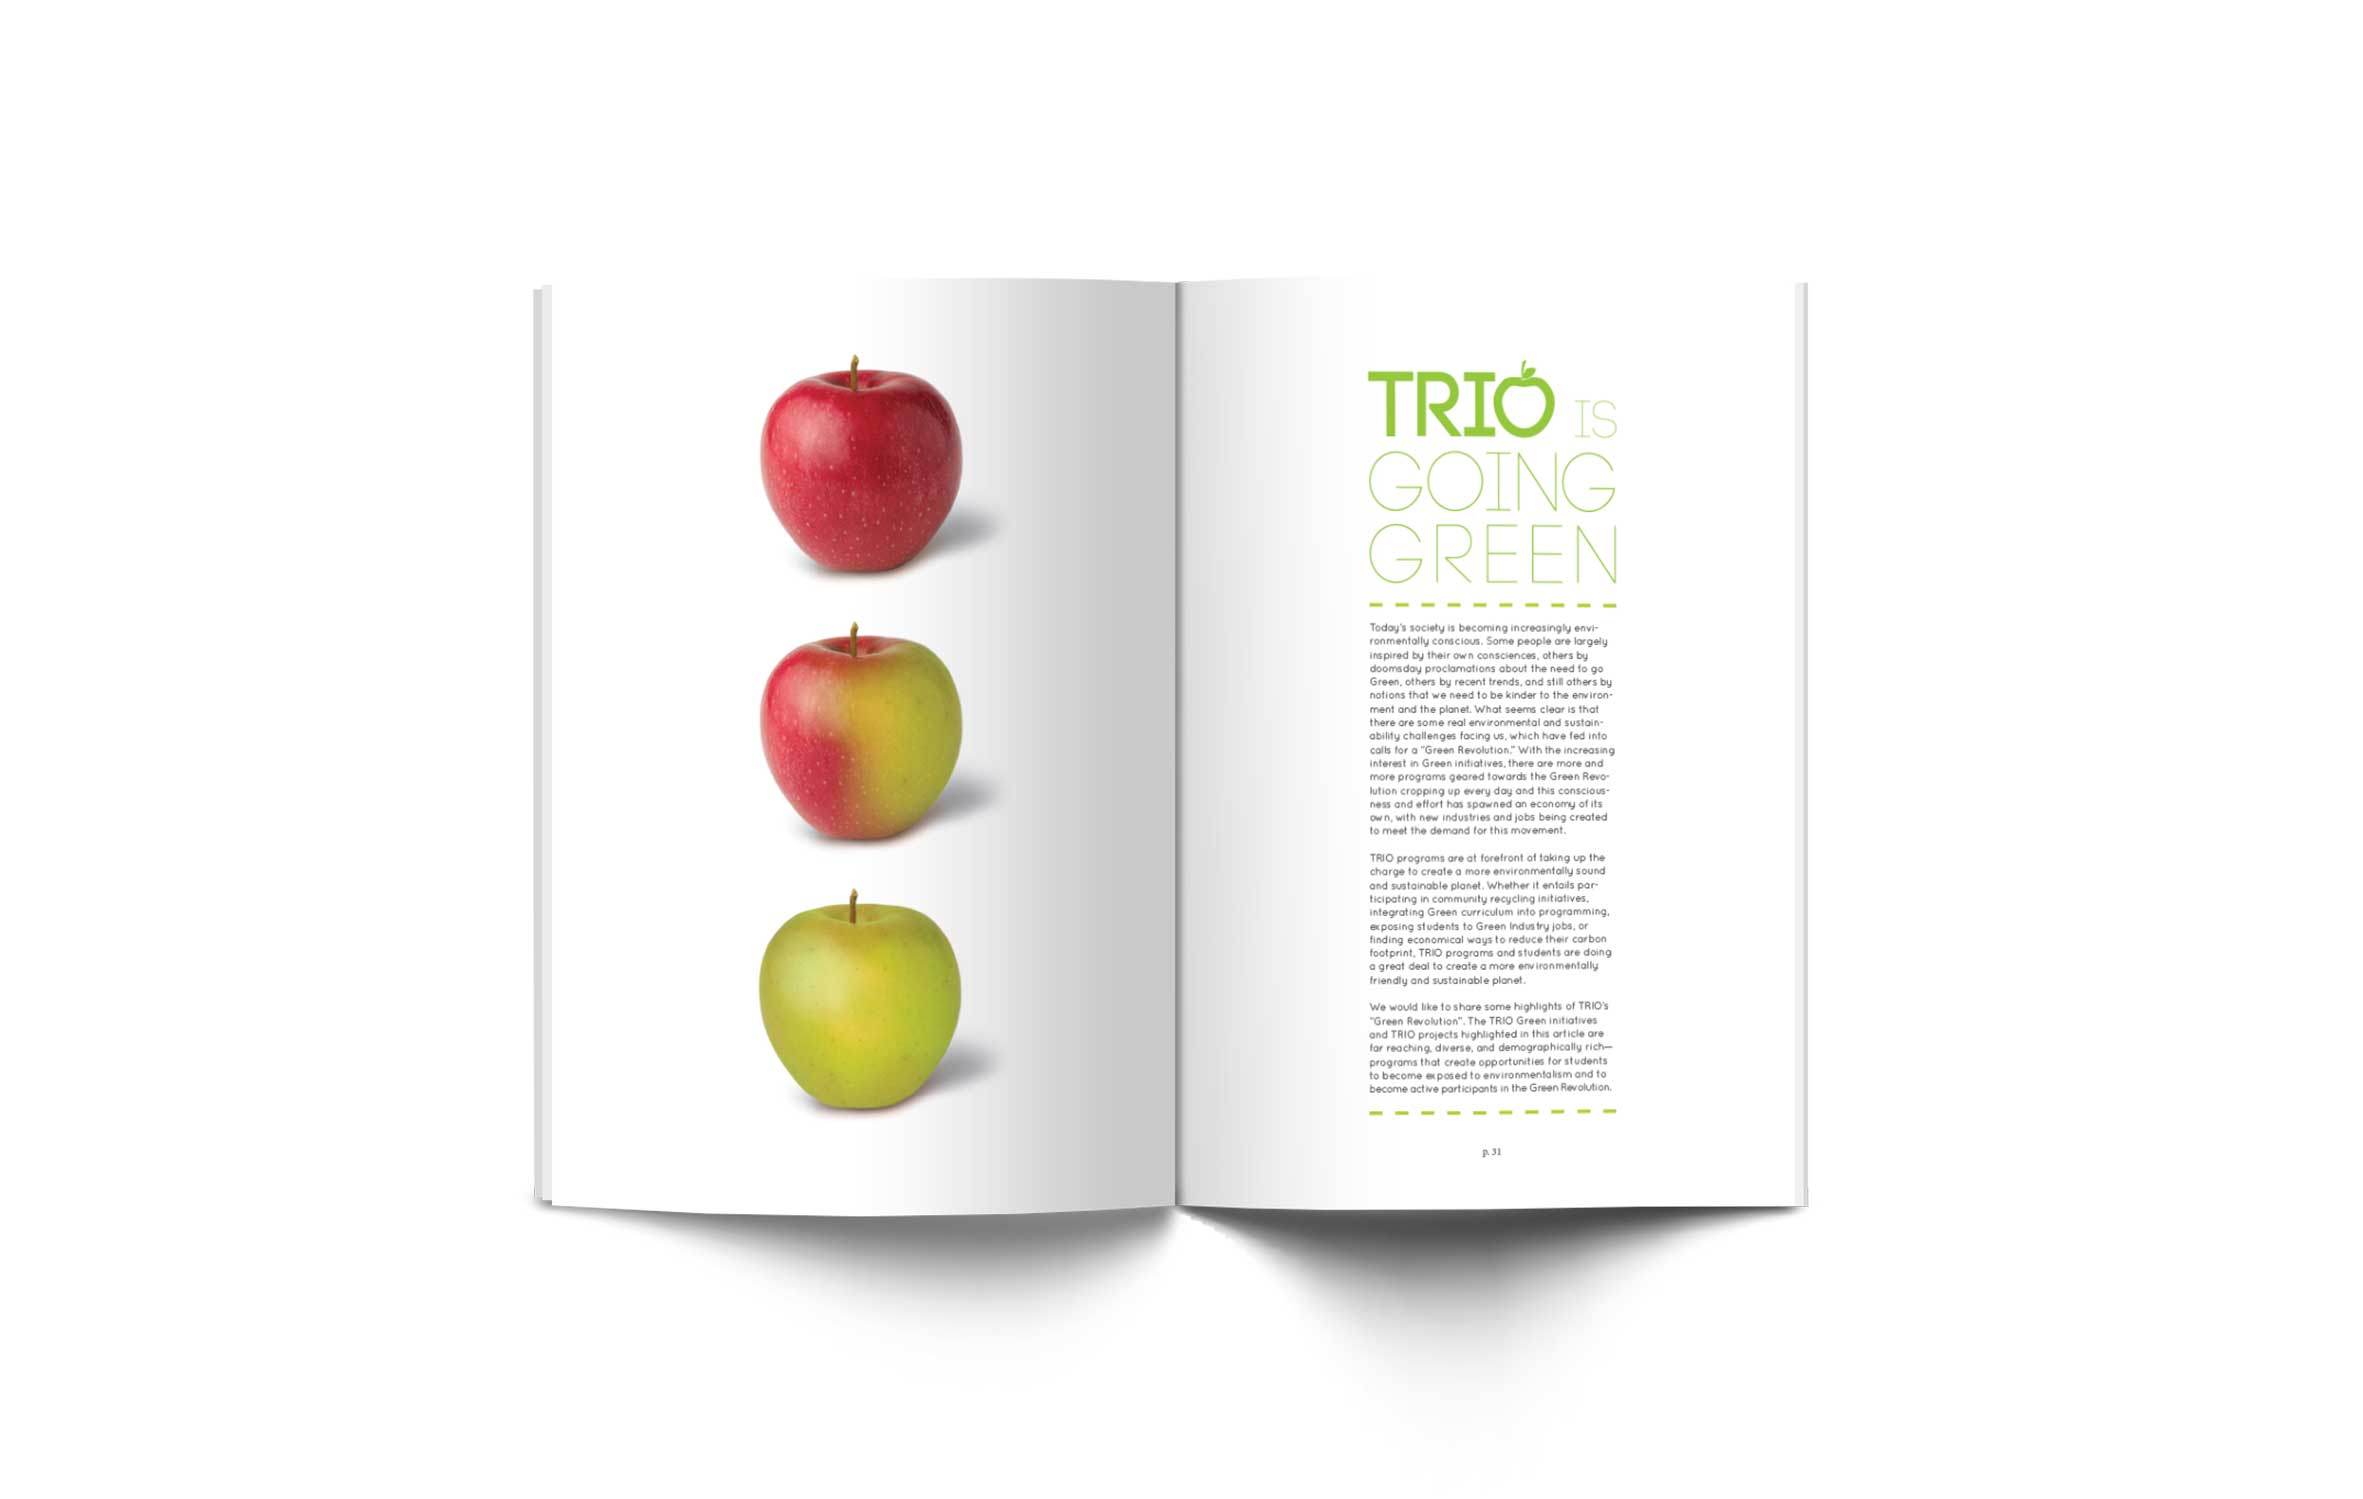 TRIO IS
GOING
GREEN
Today's society is becoming increasingly envi-
ronmentally conscious. Some people are largely
inspired by their own consciences, others by
doomsday proclamations about the need to go
Green, others by recent trends, and still others by
notions that we need to be kinder to the environ-
ment and the planet. What seems clear is that
there are some real environmental and sustain-
ability challenges facing us, which have fed into
calls for a "Green Revolution." With the increasing
interest in Green initiatives, there are more and
more programs geared towards the Green Revo-
lution cropping up every day and this conscious-
ness and effort has spawned an economy of its
own, with new industries and jobs being created
to meet the demand for this movement.
TRIO programs are at forefront of taking up the
charge to create a more environmentally sound
and sustainable planet. Whether it entails par-
ticipating in community recycling initiatives,
integrating Green curriculum into programming,
exposing students to Green Industry jobs, or
finding economical ways to reduce their carbon
footprint, TRIO programs and students are doing
a great deal to create a more environmentally
friendly and sustainable planet.
We would like to share some highlights of TRIO's
"Green Revolution". The TRIO Green initiatives
and TRIO projects highlighted in this article are
far reaching, diverse, and demographically rich—
programs that create opportunities for students
to become exposed to environmentalism and to
become active participants in the Green Revolution.
p. 31